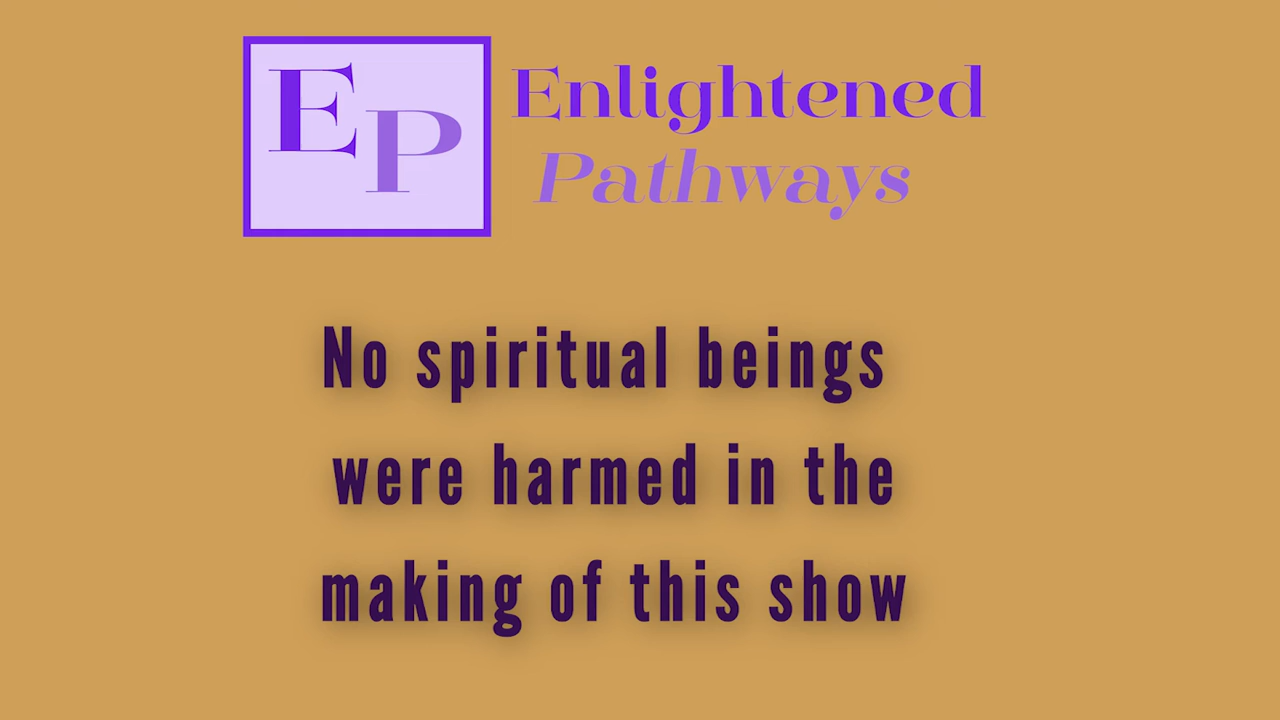 EP
Enlightened
Pathways
No spiritual beings
were harmed in the
making of this show